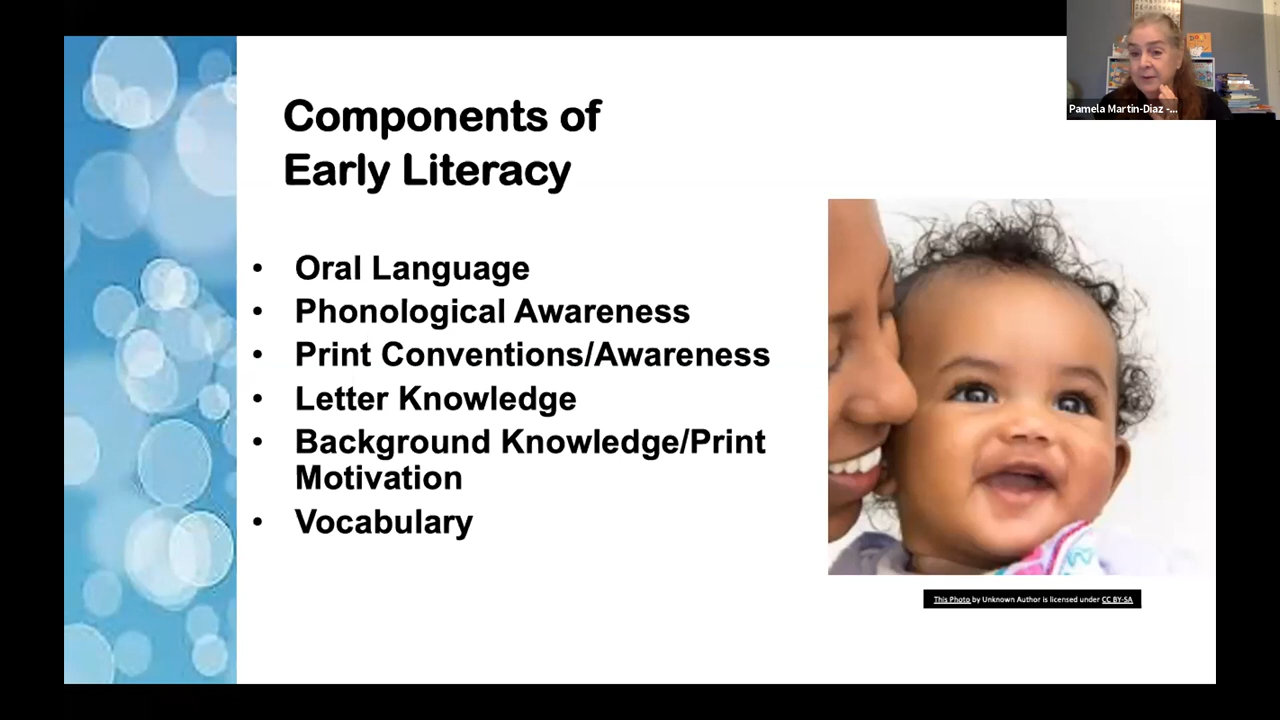 Components of
Early Literacy
• Oral Language
• Phonological Awareness
• Print Conventions/Awareness
• Letter Knowledge
• Background Knowledge/Print
Motivation
• Vocabulary
This Photo by Unknown Author is licensed under CC BY-SA
Pamela Martin-Diaz -...